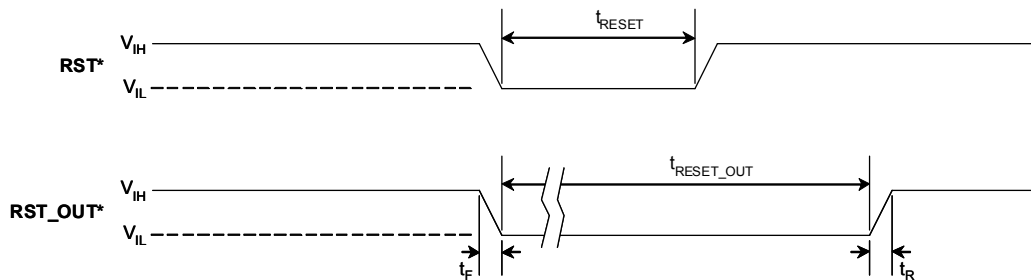 tRESET
VIH
RST*
VIL
tRESET_OUT
VIH
RST_OUT*
VIL
tF
tR